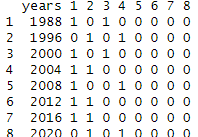 years 1 2 3 4 5 6 7 8
1 1988 1 0 1 0 0 0 0 0
2 1996 0 1 0 1 0 0 0 0
3 2000 1 0 1 0 0 0 0 0
4 2004 1 1 0 0 0 0 0 0
5 2008 1 0 0 1 0 0 0 0
6 2012 1 1 0 0 0 0 0 0
7 2016 1 1 0 0 0 0 0 0
8 2020 0 1 0 1 0 0 0 0